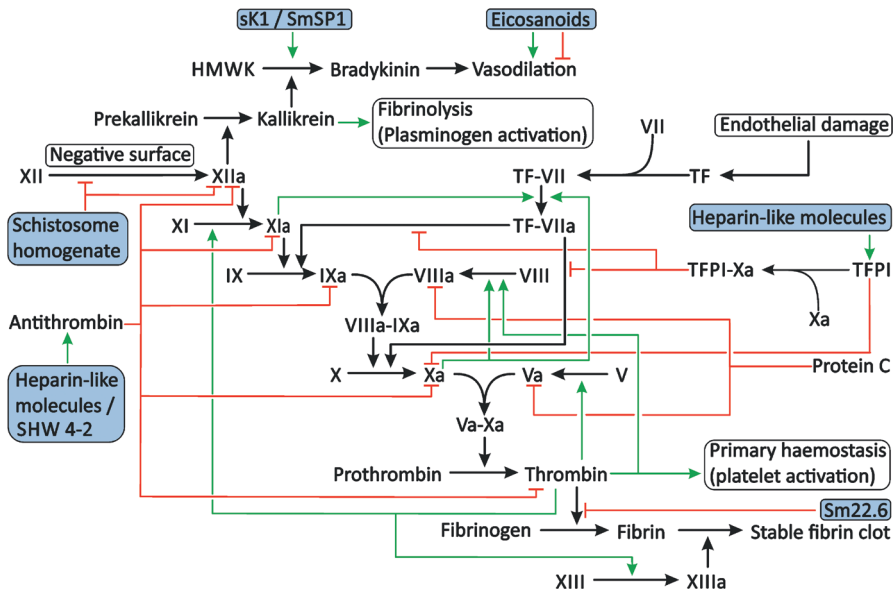 sK1 / SmSP1
Eicosanoids
HMWK
Bradykinin
Vasodilation
Prekallikrein
Kallikrein
Fibrinolysis
(Plasminogen activation)
VII
Endothelial damage
Negative surface
XII
XIIa
TF-VII
TF
Schistosome
homogenate
XI
XIa
TF-VIIa
Heparin-like molecules
IX
IXa
VIIIa
VIII
TFPI-Xa
TFPI
Xa
Antithrombin
VIIIa-IXa
Heparin-like
molecules /
SHW 4-2
X
Xa
Va
V
Protein C
Va-Xa
Prothrombin
Thrombin
Primary haemostasis
(platelet activation)
Sm22.6
Fibrinogen
Fibrin
Stable fibrin clot
XIII
XIIIa